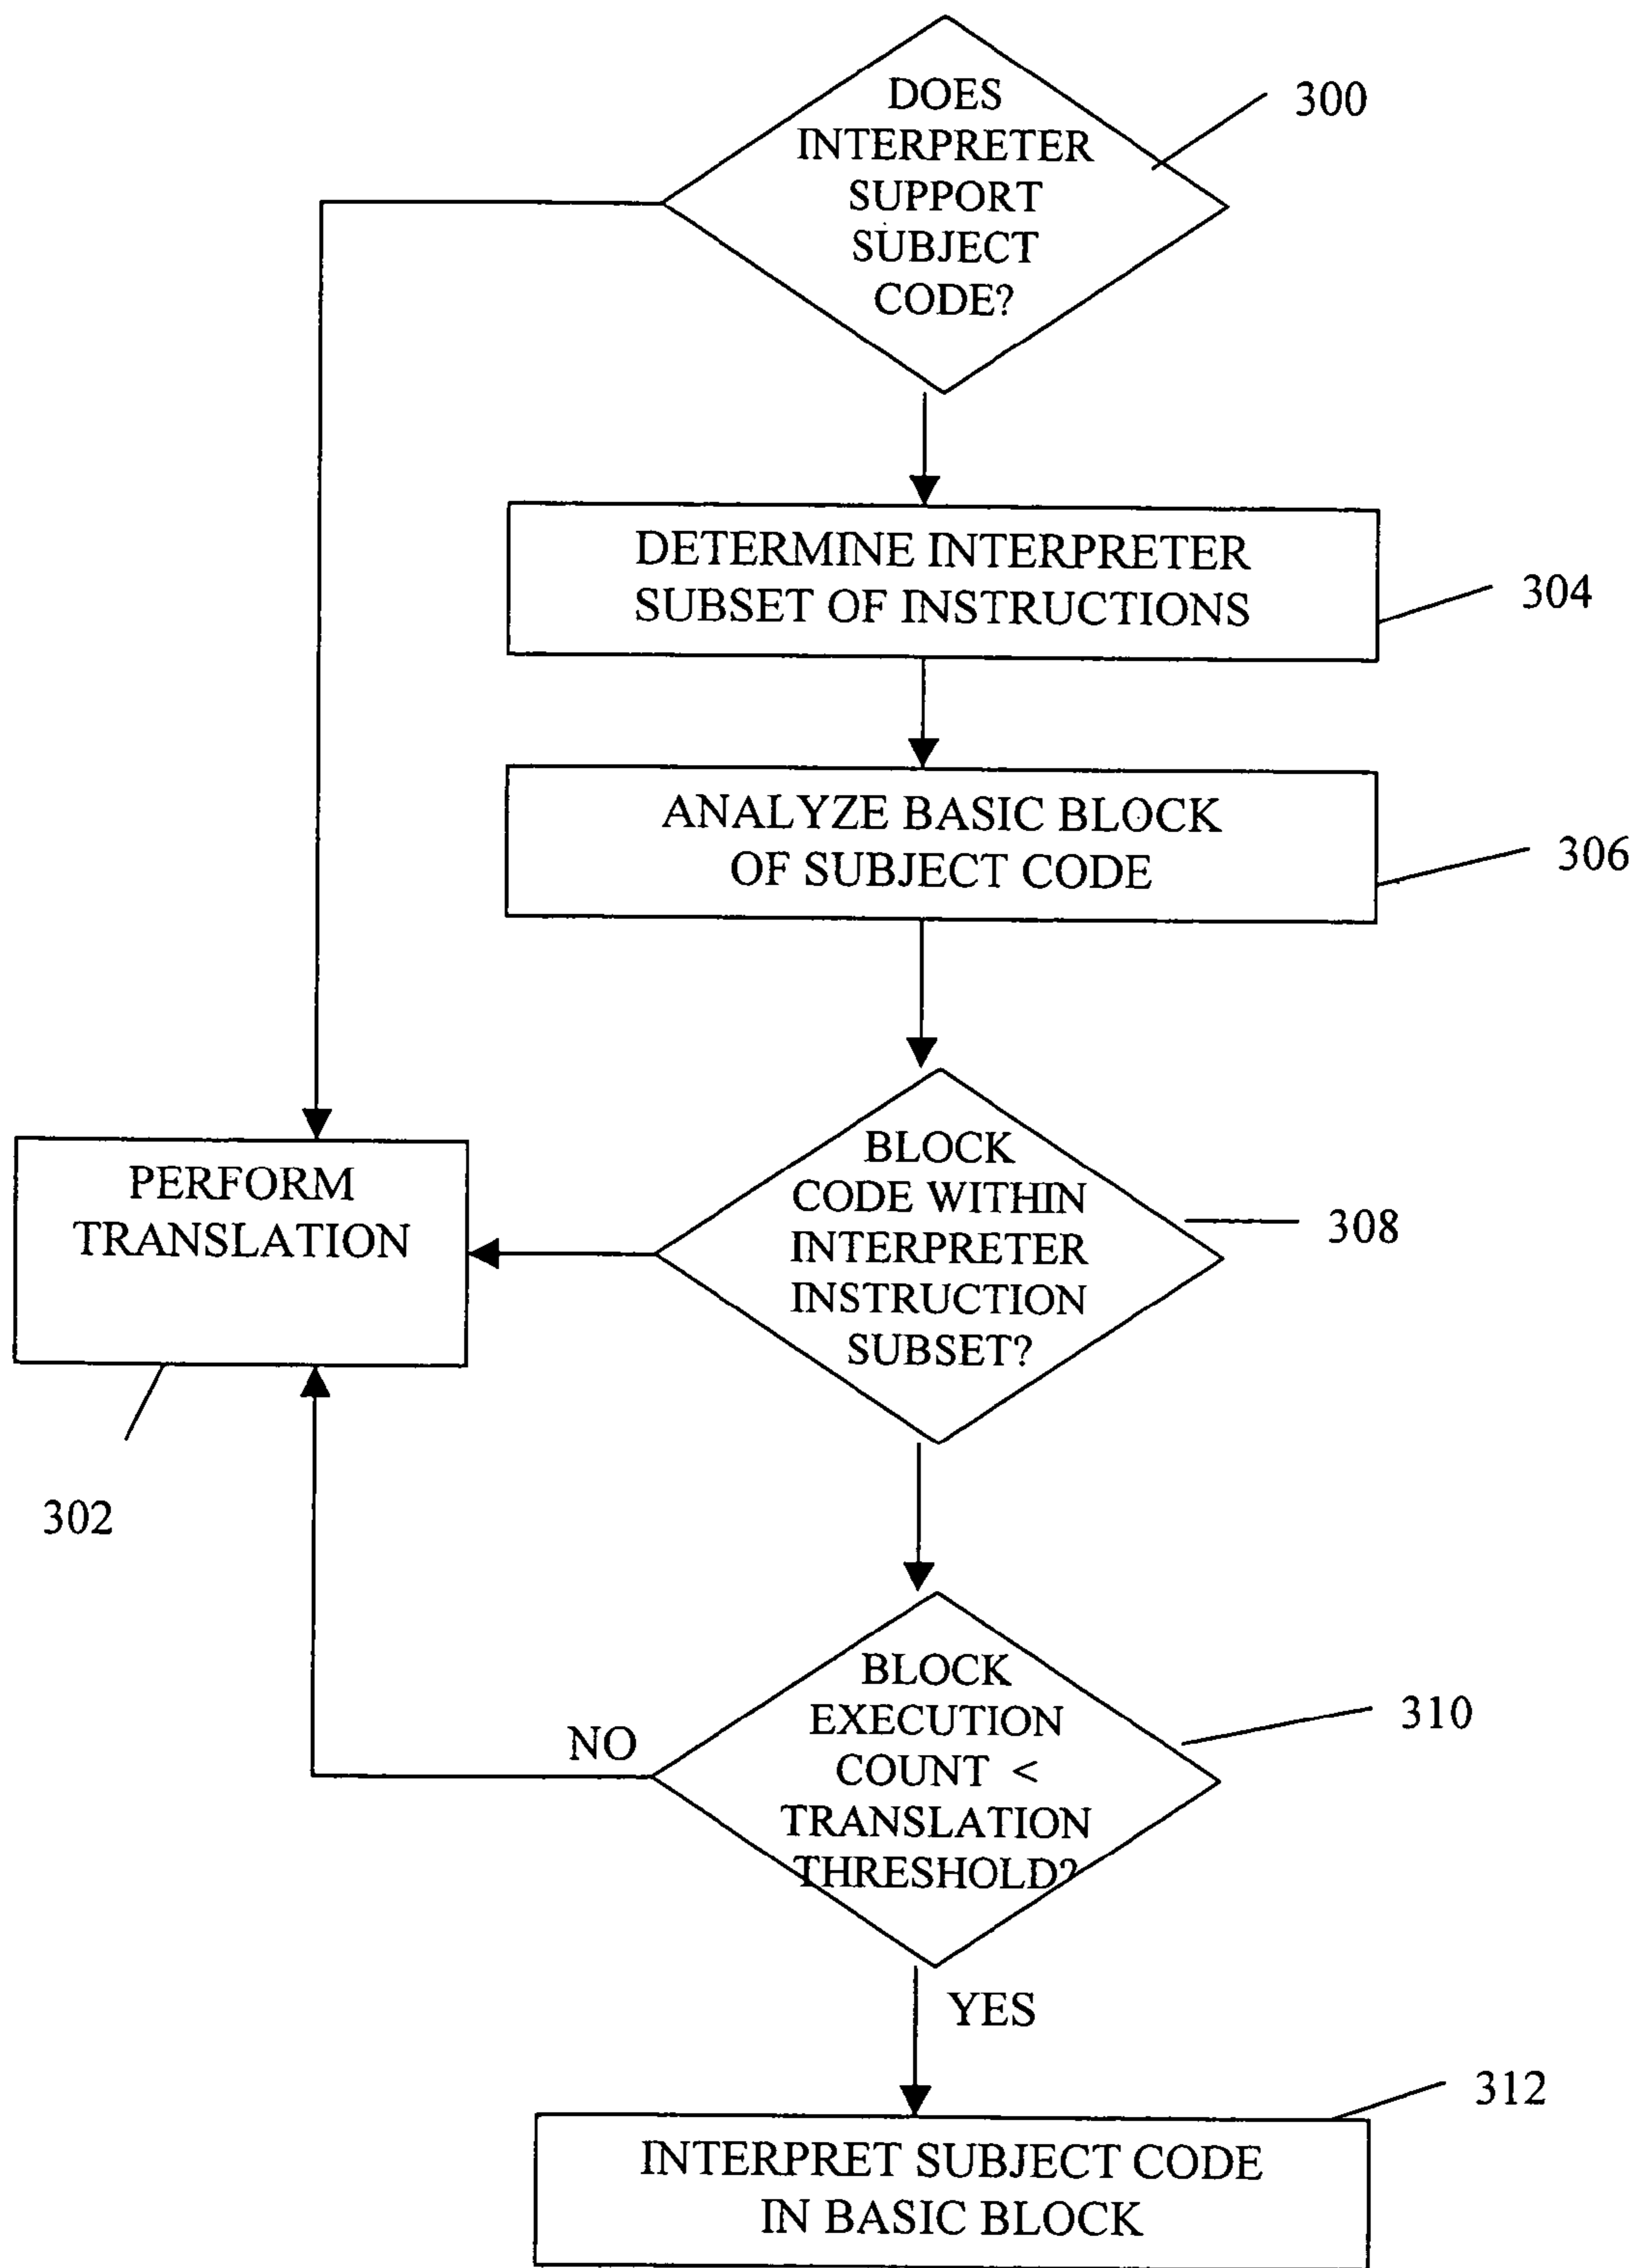 DOES
INTERPRETER
SUPPORT
SUBJECT
CODE?
300
DETERMINE INTERPRETER
SUBSET OF INSTRUCTIONS
304
ANALYZE BASIC BLOCK
OF SUBJECT CODE
306
PERFORM
TRANSLATION
302
BLOCK
CODE WITHIN
INTERPRETER
INSTRUCTION
SUBSET?
308
BLOCK
EXECUTION
COUNT <
TRANSLATION
THRESHOLD?
310
NO
YES
312
INTERPRET SUBJECT CODE
IN BASIC BLOCK